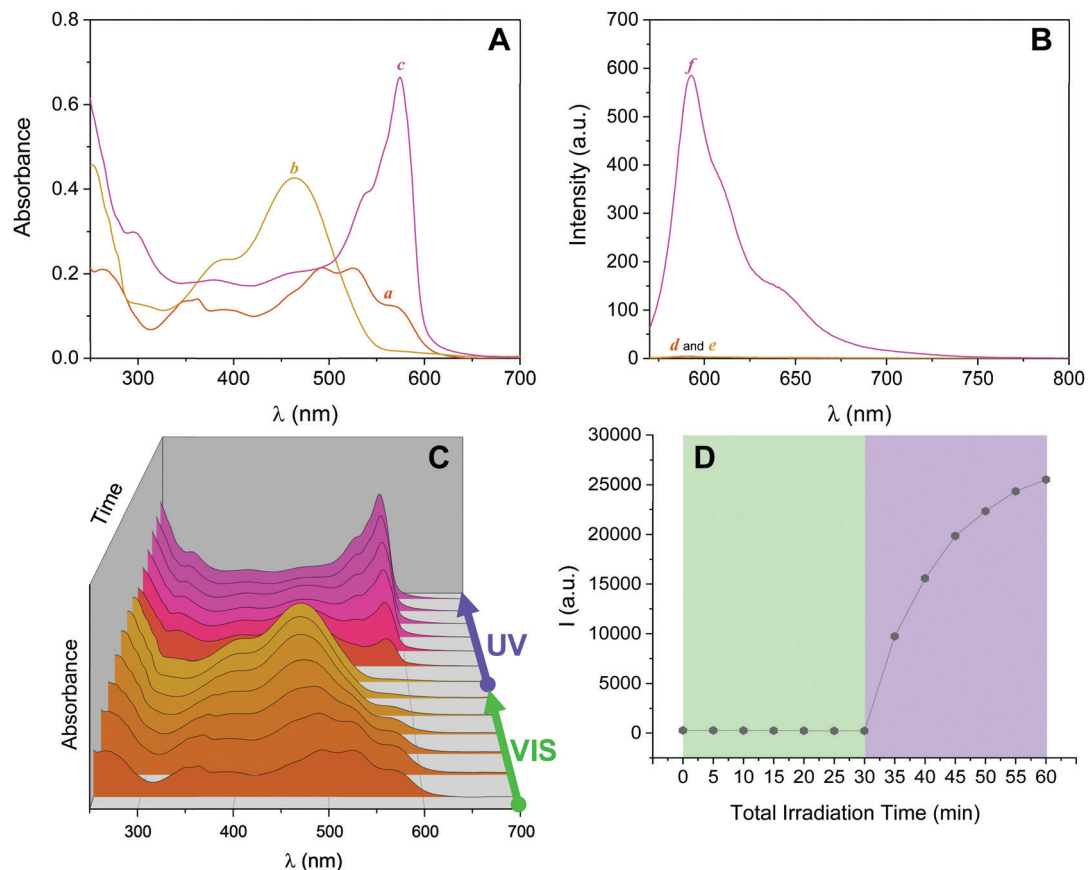 A
0.8
0.6
0.4
0.2
0.0
Absorbance
a
b
c
300 400 500 600 700
λ (nm)
B
700
600
500
400
300
200
100
0
Intensity (a.u.)
f
d and e
600 650 700 750 800
λ (nm)
C
Time
Absorbance
UV
VIS
300 400 500 600 700
λ (nm)
D
30000
25000
20000
15000
10000
5000
0
I (a.u.)
0 5 10 15 20 25 30 35 40 45 50 55 60
Total Irradiation Time (min)